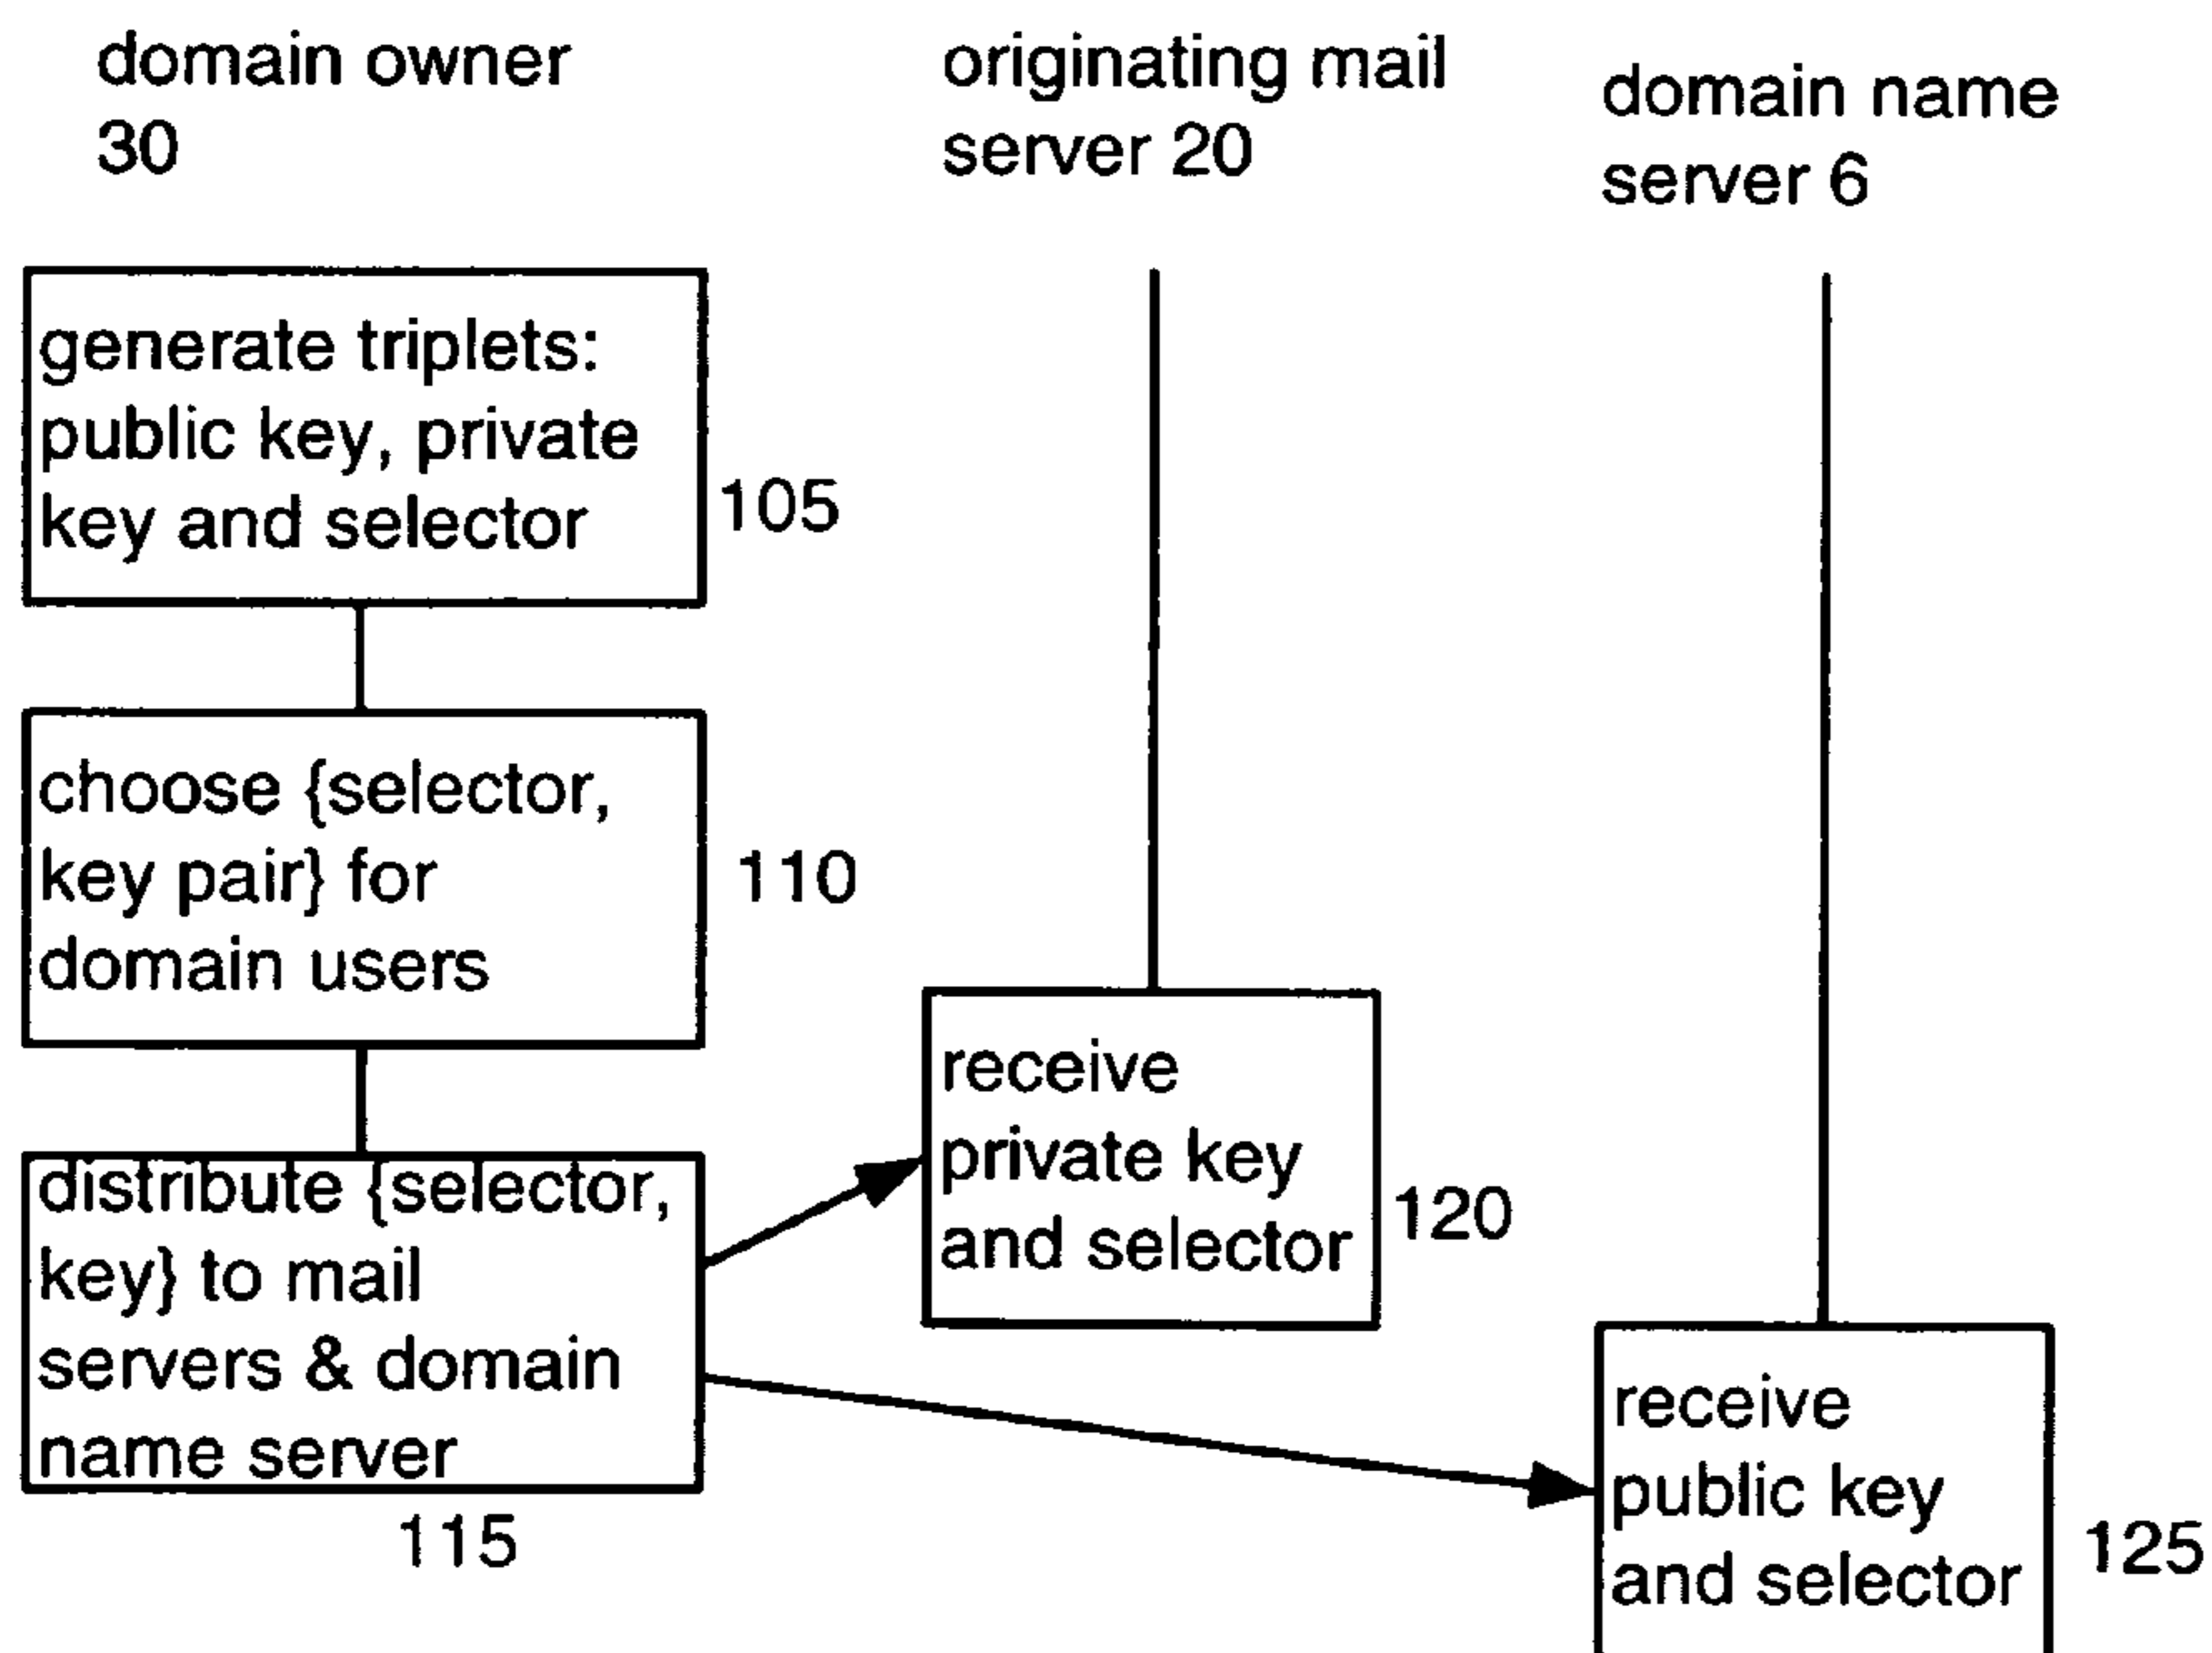 domain owner
30
originating mail
server 20
domain name
server 6
generate triplets:
public key, private
key and selector
105
choose {selector,
key pair} for
domain users
110
distribute {selector,
key} to mail
servers & domain
name server
115
receive
private key
and selector
120
receive
public key
and selector
125